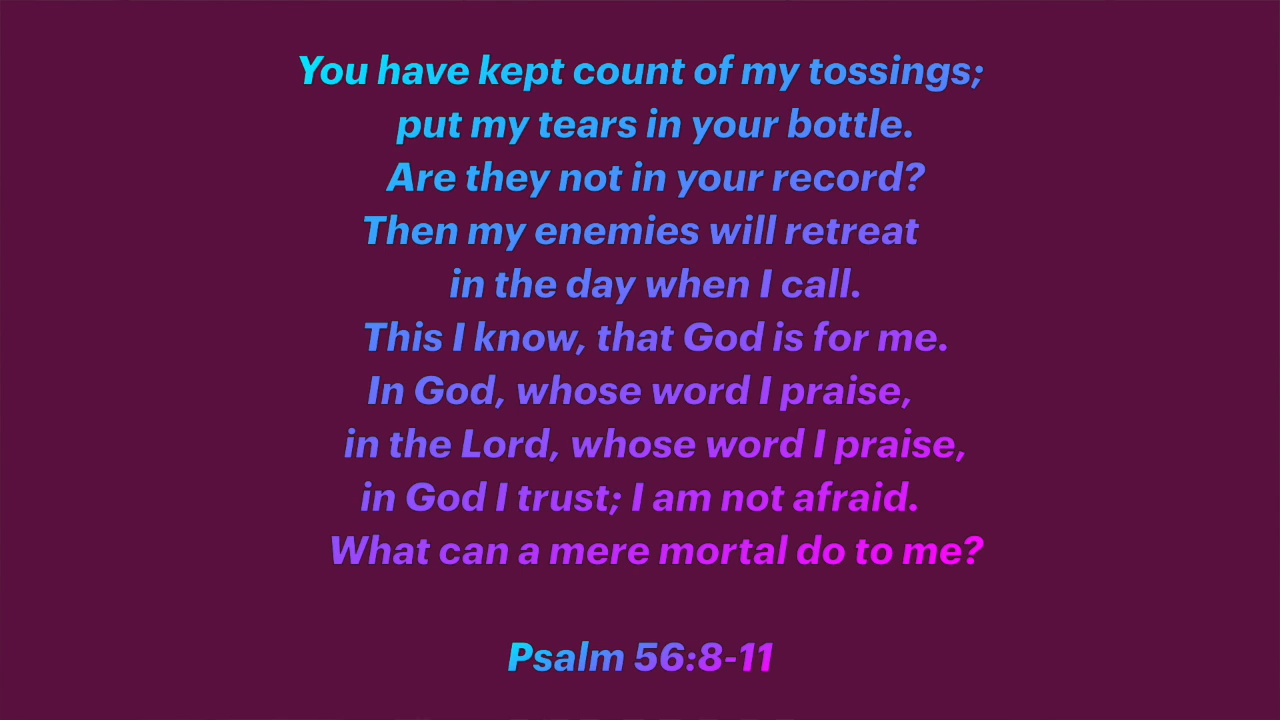 You have kept count of my tossings;
put my tears in your bottle.
Are they not in your record?
Then my enemies will retreat
in the day when I call.
This I know, that God is for me.
In God, whose word I praise,
in the Lord, whose word I praise,
in God I trust; I am not afraid.
What can a mere mortal do to me?
Psalm 56:8-11